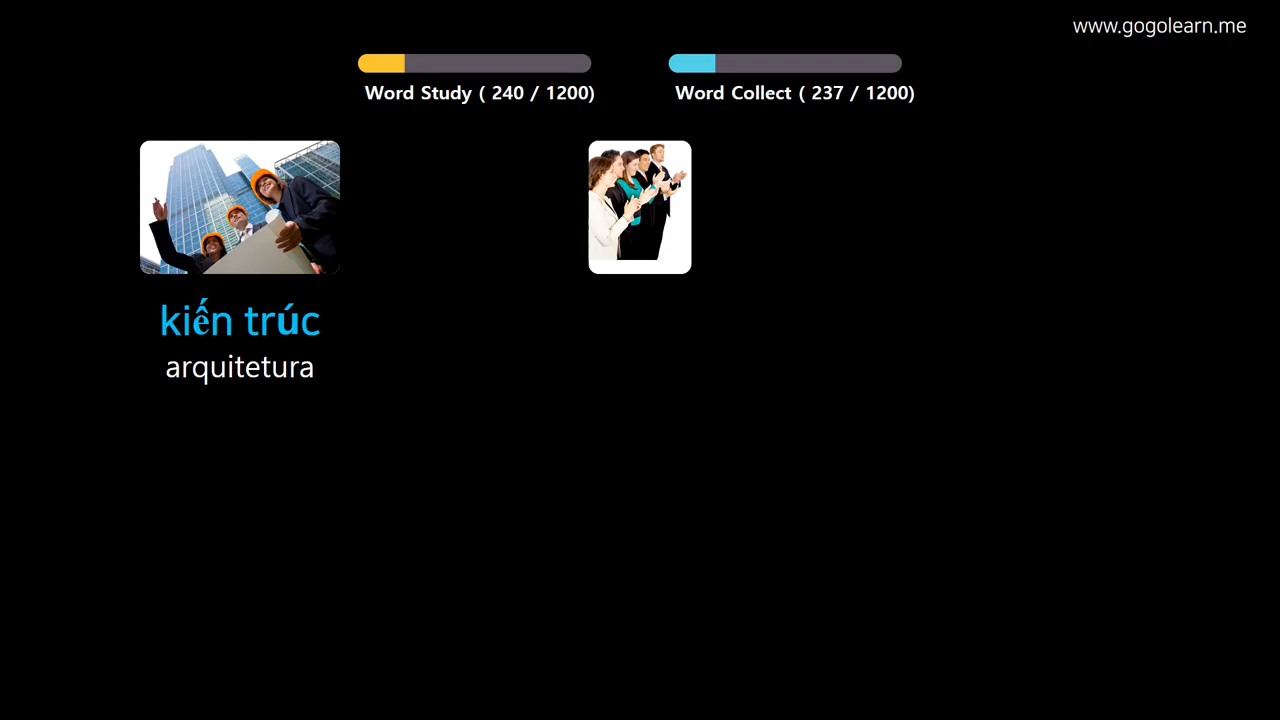 www.gogolearn.me
Word Study ( 240 / 1200)
Word Collect ( 237 / 1200)
kiến trúc
arquitetura